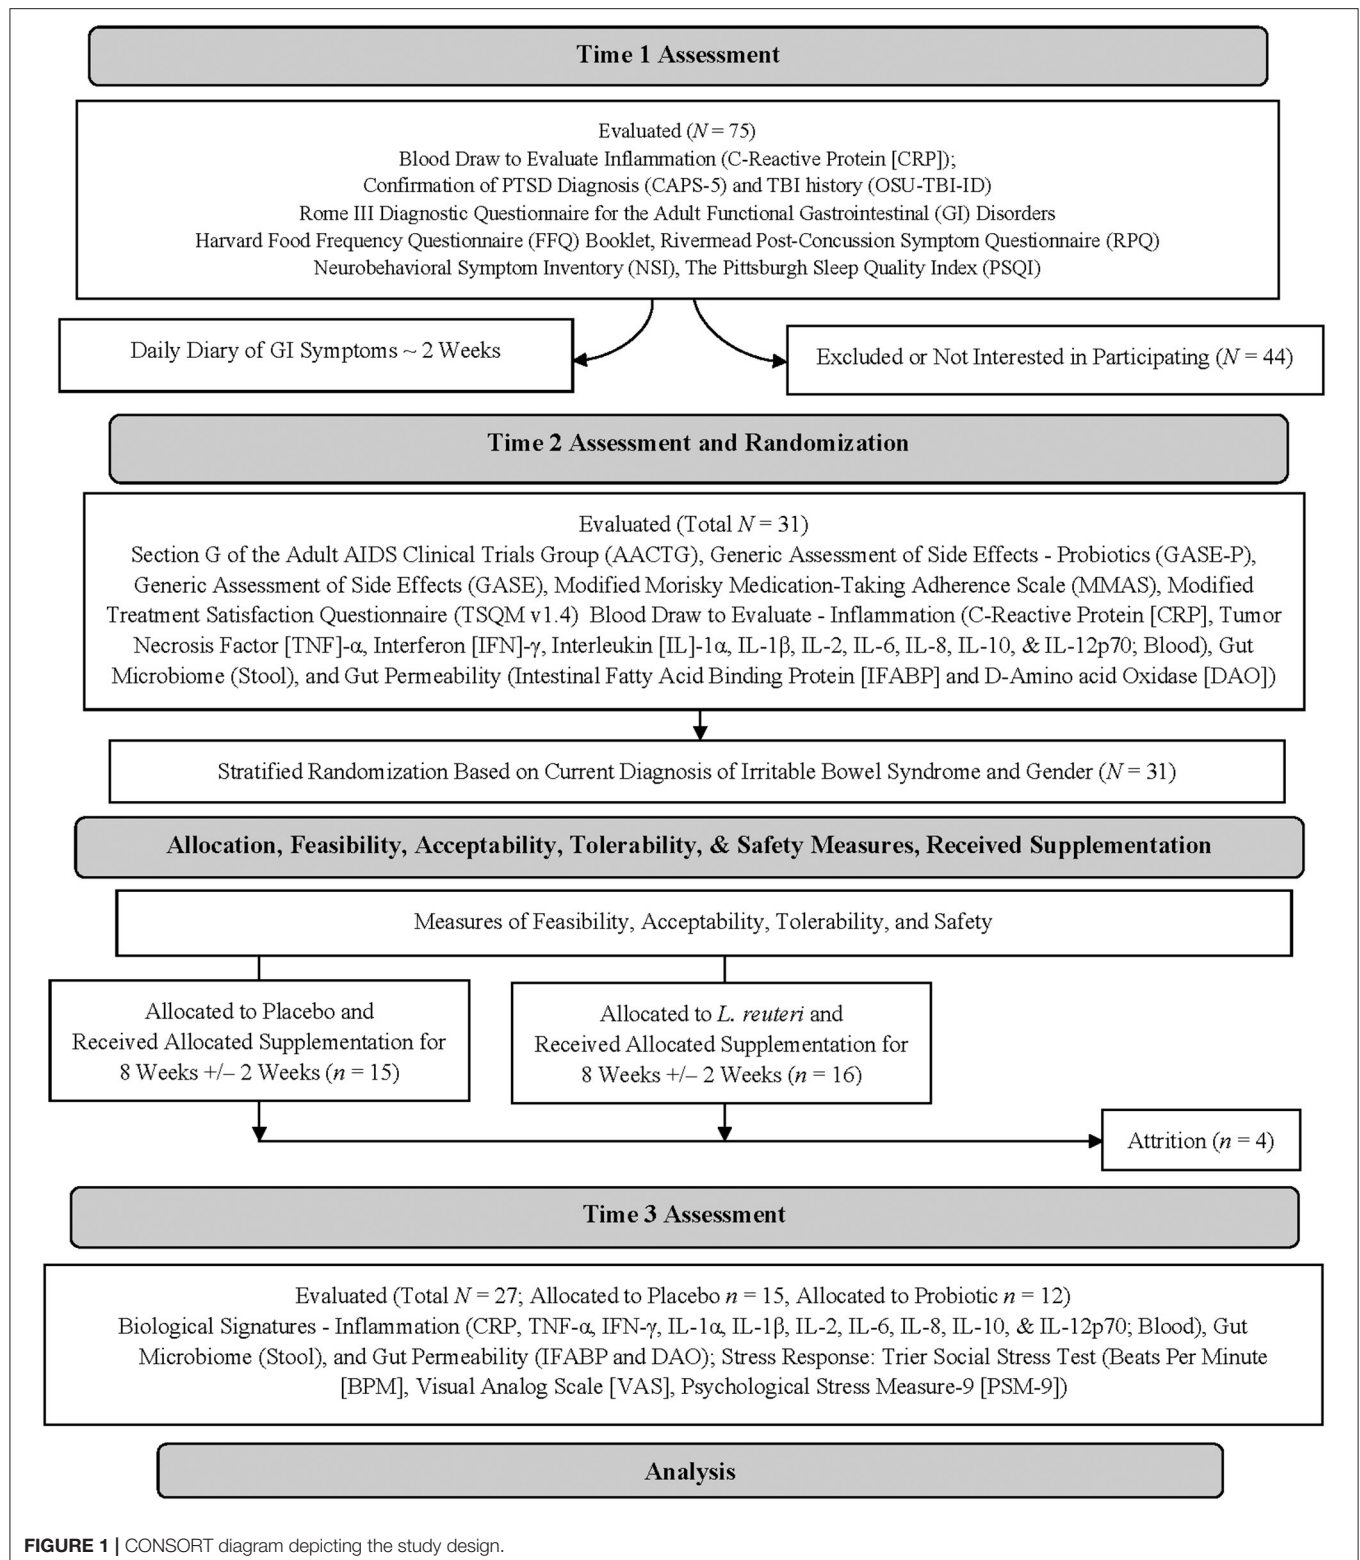 Time 1 Assessment
Evaluated (N = 75)
Blood Draw to Evaluate Inflammation (C-Reactive Protein [CRP]);
Confirmation of PTSD Diagnosis (CAPS-5) and TBI history (OSU-TBI-ID)
Rome III Diagnostic Questionnaire for the Adult Functional Gastrointestinal (GI) Disorders
Harvard Food Frequency Questionnaire (FFQ) Booklet, Rivermead Post-Concussion Symptom Questionnaire (RPQ)
Neurobehavioral Symptom Inventory (NSI), The Pittsburgh Sleep Quality Index (PSQI)
Daily Diary of GI Symptoms ~ 2 Weeks
Excluded or Not Interested in Participating (N = 44)
Time 2 Assessment and Randomization
Evaluated (Total N = 31)
Section G of the Adult AIDS Clinical Trials Group (AACTG), Generic Assessment of Side Effects - Probiotics (GASE-P),
Generic Assessment of Side Effects (GASE), Modified Morisky Medication-Taking Adherence Scale (MMAS), Modified
Treatment Satisfaction Questionnaire (TSQM v1.4) Blood Draw to Evaluate - Inflammation (C-Reactive Protein [CRP], Tumor
Necrosis Factor [TNF]-α, Interferon [IFN]-γ, Interleukin [IL]-1α, IL-1β, IL-2, IL-6, IL-8, IL-10, & IL-12p70; Blood), Gut
Microbiome (Stool), and Gut Permeability (Intestinal Fatty Acid Binding Protein [IFABP] and D-Amino acid Oxidase [DAO])
Stratified Randomization Based on Current Diagnosis of Irritable Bowel Syndrome and Gender (N = 31)
Allocation, Feasibility, Acceptability, Tolerability, & Safety Measures, Received Supplementation
Measures of Feasibility, Acceptability, Tolerability, and Safety
Allocated to Placebo and
Received Allocated Supplementation for
8 Weeks +/– 2 Weeks (n = 15)
Allocated to L. reuteri and
Received Allocated Supplementation for
8 Weeks +/– 2 Weeks (n = 16)
Attrition (n = 4)
Time 3 Assessment
Evaluated (Total N = 27; Allocated to Placebo n = 15, Allocated to Probiotic n = 12)
Biological Signatures - Inflammation (CRP, TNF-α, IFN-γ, IL-1α, IL-1β, IL-2, IL-6, IL-8, IL-10, & IL-12p70; Blood), Gut
Microbiome (Stool), and Gut Permeability (IFABP and DAO); Stress Response: Trier Social Stress Test (Beats Per Minute
[BPM], Visual Analog Scale [VAS], Psychological Stress Measure-9 [PSM-9])
Analysis
FIGURE 1 | CONSORT diagram depicting the study design.